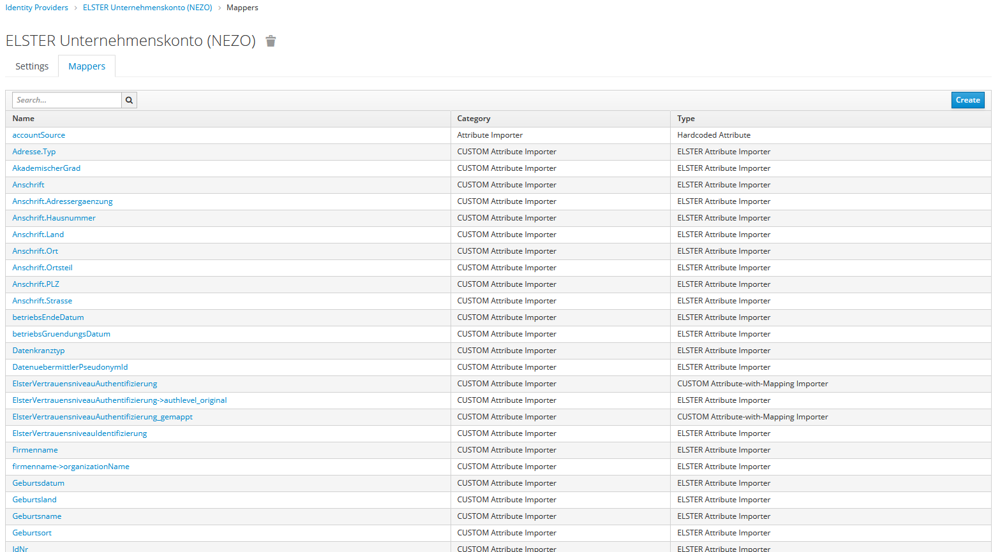 Identity Providers > ELSTER Unternehmenskonto (NEZO) > Mappers
ELSTER Unternehmenskonto (NEZO)
Settings Mappers
Search...
Create
Name Category Type
accountSource Attribute Importer Hardcoded Attribute
Adresse.Typ CUSTOM Attribute Importer ELSTER Attribute Importer
AkademischerGrad CUSTOM Attribute Importer ELSTER Attribute Importer
Anschrift CUSTOM Attribute Importer ELSTER Attribute Importer
Anschrift.Adressergaenzung CUSTOM Attribute Importer ELSTER Attribute Importer
Anschrift.Hausnummer CUSTOM Attribute Importer ELSTER Attribute Importer
Anschrift.Land CUSTOM Attribute Importer ELSTER Attribute Importer
Anschrift.Ort CUSTOM Attribute Importer ELSTER Attribute Importer
Anschrift.Ortsteil CUSTOM Attribute Importer ELSTER Attribute Importer
Anschrift.PLZ CUSTOM Attribute Importer ELSTER Attribute Importer
Anschrift.Strasse CUSTOM Attribute Importer ELSTER Attribute Importer
betriebsEndeDatum CUSTOM Attribute Importer ELSTER Attribute Importer
betriebsGruendungsDatum CUSTOM Attribute Importer ELSTER Attribute Importer
Datenkranztyp CUSTOM Attribute Importer ELSTER Attribute Importer
DatenuebermittlerPseudonymId CUSTOM Attribute Importer ELSTER Attribute Importer
ElsterVertrauensniveauAuthentifizierung CUSTOM Attribute Importer CUSTOM Attribute-with-Mapping Importer
ElsterVertrauensniveauAuthentifizierung->authlevel_original CUSTOM Attribute Importer ELSTER Attribute Importer
ElsterVertrauensniveauAuthentifizierung_gemappt CUSTOM Attribute Importer CUSTOM Attribute-with-Mapping Importer
ElsterVertrauensniveauIdentifizierung CUSTOM Attribute Importer ELSTER Attribute Importer
Firmenname CUSTOM Attribute Importer ELSTER Attribute Importer
firmenname->organizationName CUSTOM Attribute Importer ELSTER Attribute Importer
Geburtsdatum CUSTOM Attribute Importer ELSTER Attribute Importer
Geburtsland CUSTOM Attribute Importer ELSTER Attribute Importer
Geburtsname CUSTOM Attribute Importer ELSTER Attribute Importer
Geburtsort CUSTOM Attribute Importer ELSTER Attribute Importer
IdNr CUSTOM Attribute Importer ELSTER Attribute Importer